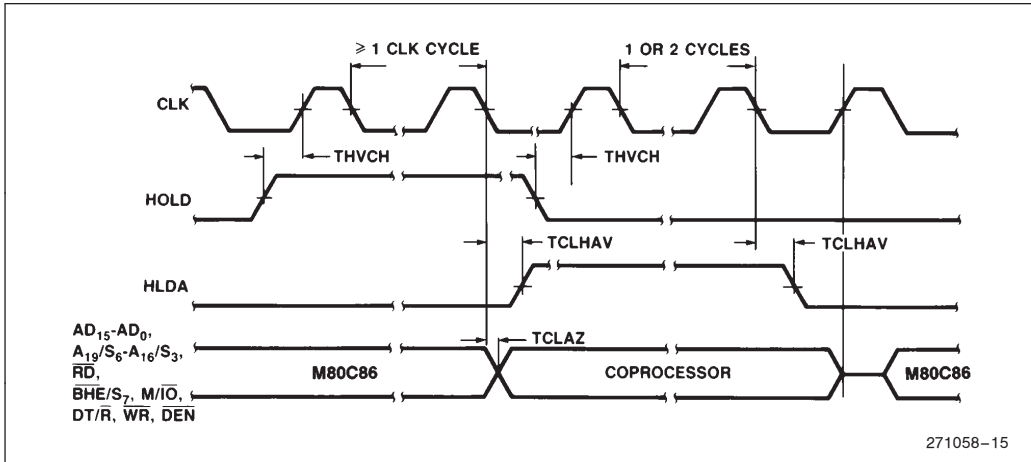 ≥ 1 CLK CYCLE
1 OR 2 CYCLES
CLK
THVCH
THVCH
HOLD
TCLHAV
TCLHAV
HLDA
AD15-AD0,
A19/S6-A16/S3,
RD,
BHE/S7, M/IO,
DT/R, WR, DEN
TCLAZ
M80C86
COPROCESSOR
M80C86
271058-15